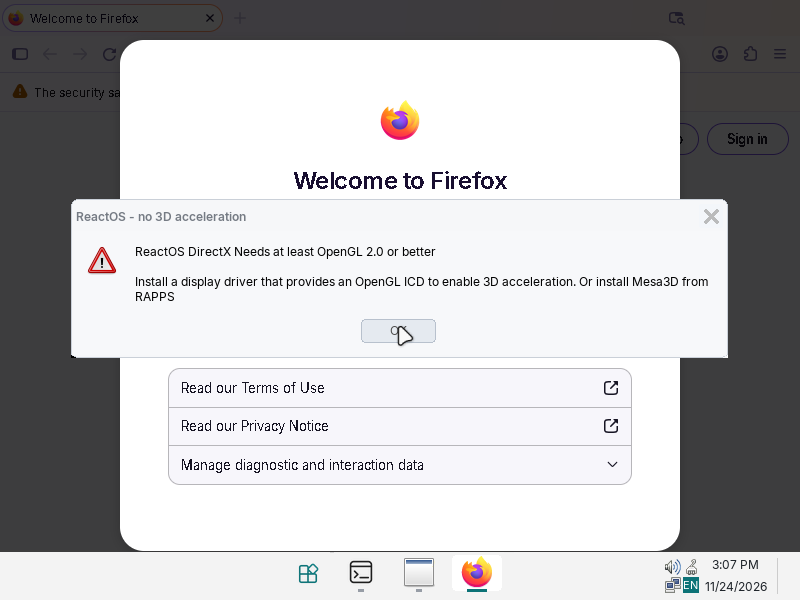 Welcome to Firefox
The security sa
Sign in
Welcome to Firefox
ReactOS - no 3D acceleration
ReactOS DirectX Needs at least OpenGL 2.0 or better
Install a display driver that provides an OpenGL ICD to enable 3D acceleration. Or install Mesa3D from
RAPPS
Read our Terms of Use
Read our Privacy Notice
Manage diagnostic and interaction data
3:07 PM
EN
11/24/2026